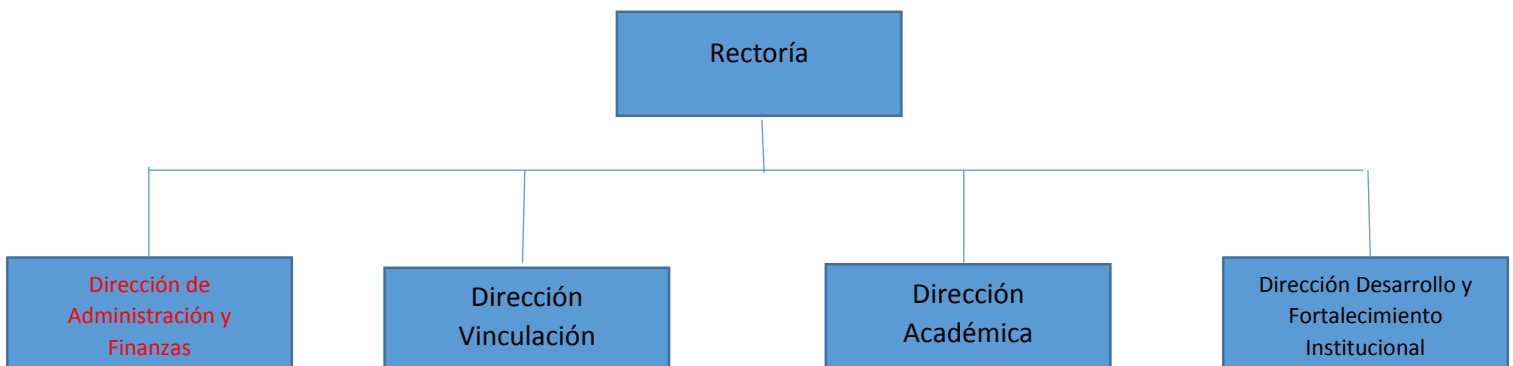 Rectoría
Dirección de
Administración y
Finanzas
Dirección
Vinculación
Dirección
Académica
Dirección Desarrollo y
Fortalecimiento
Institucional